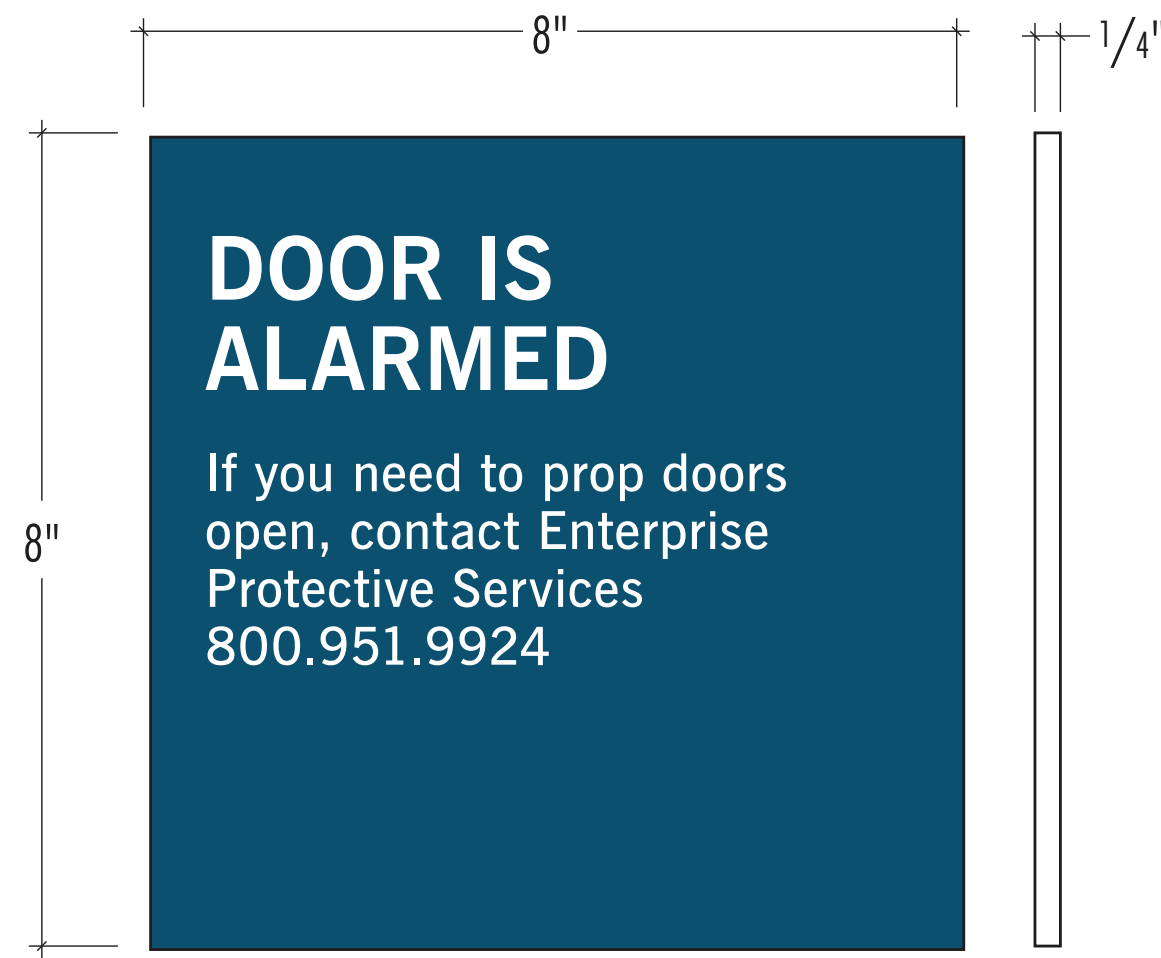 8"
1/4"
DOOR IS
ALARMED
If you need to prop doors
open, contact Enterprise
Protective Services
800.951.9924
8"